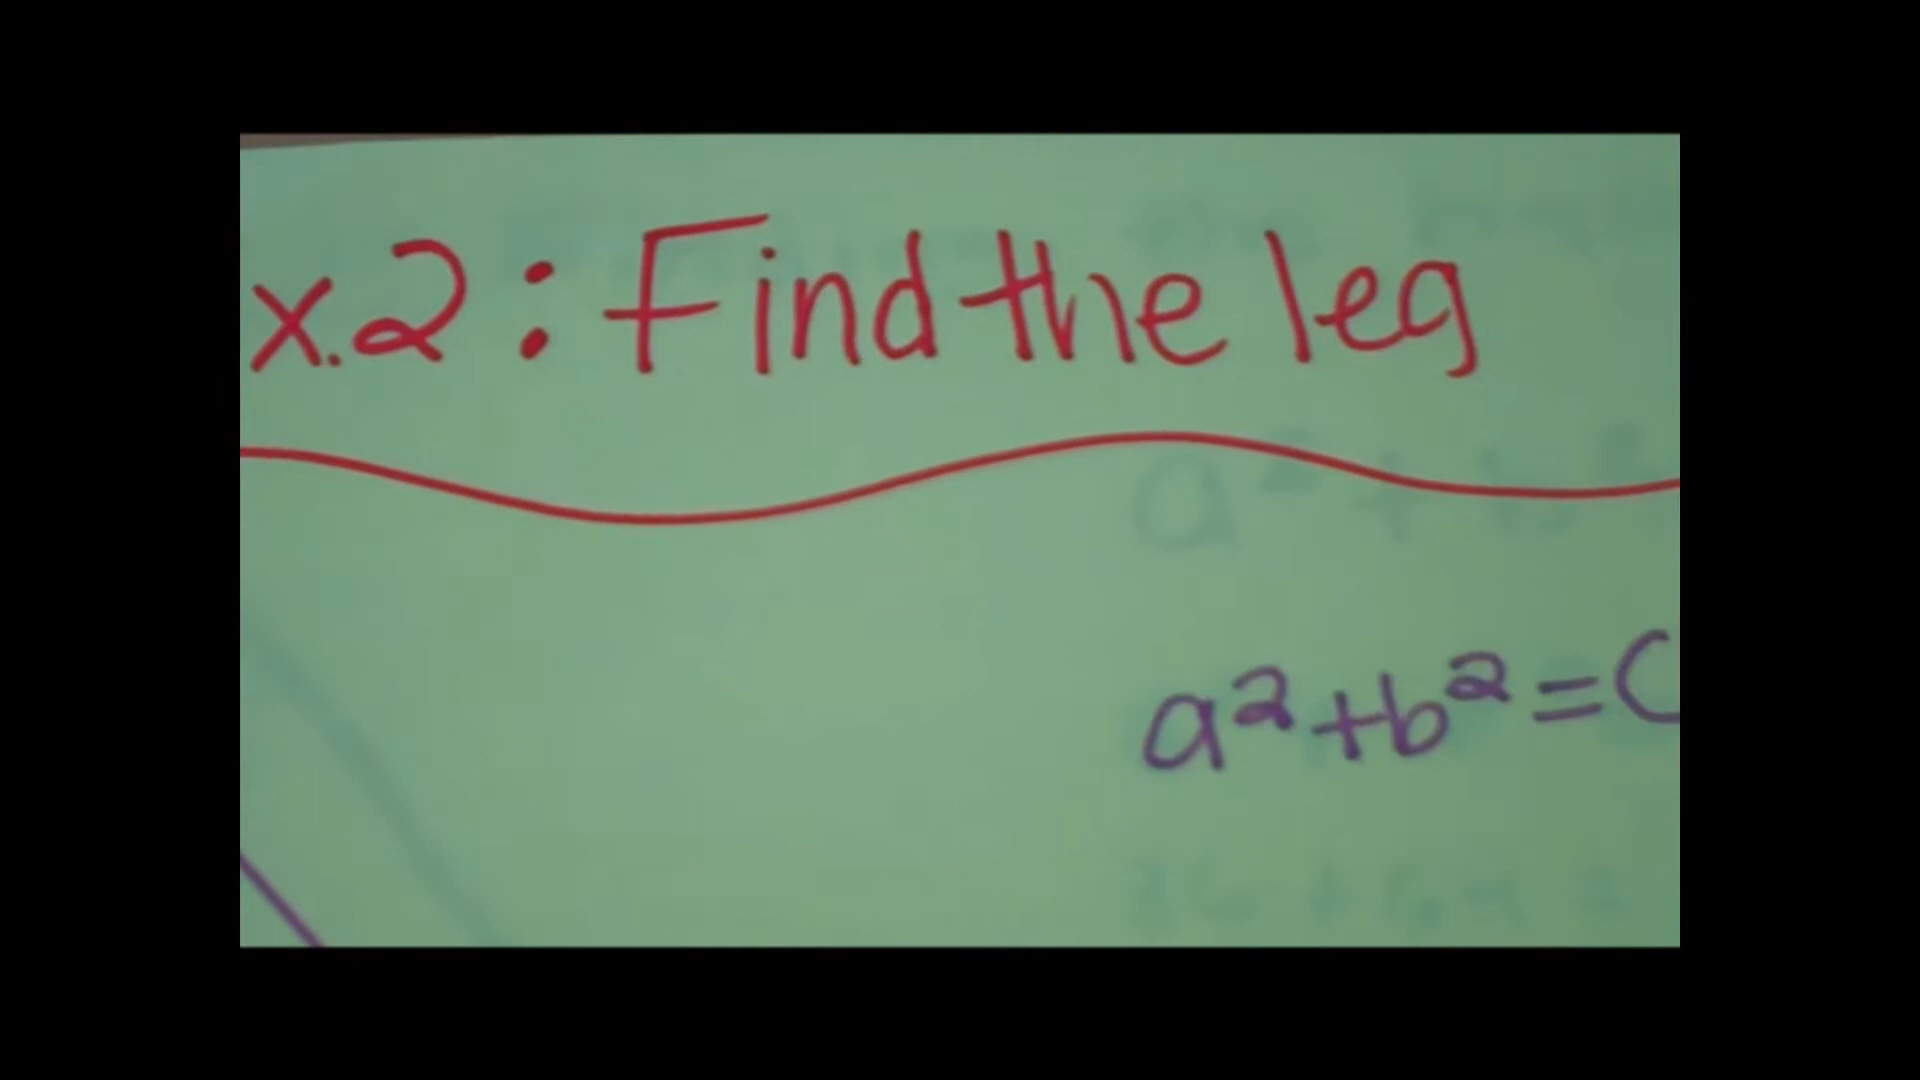 x.2: Find the leg
a²+b²=C